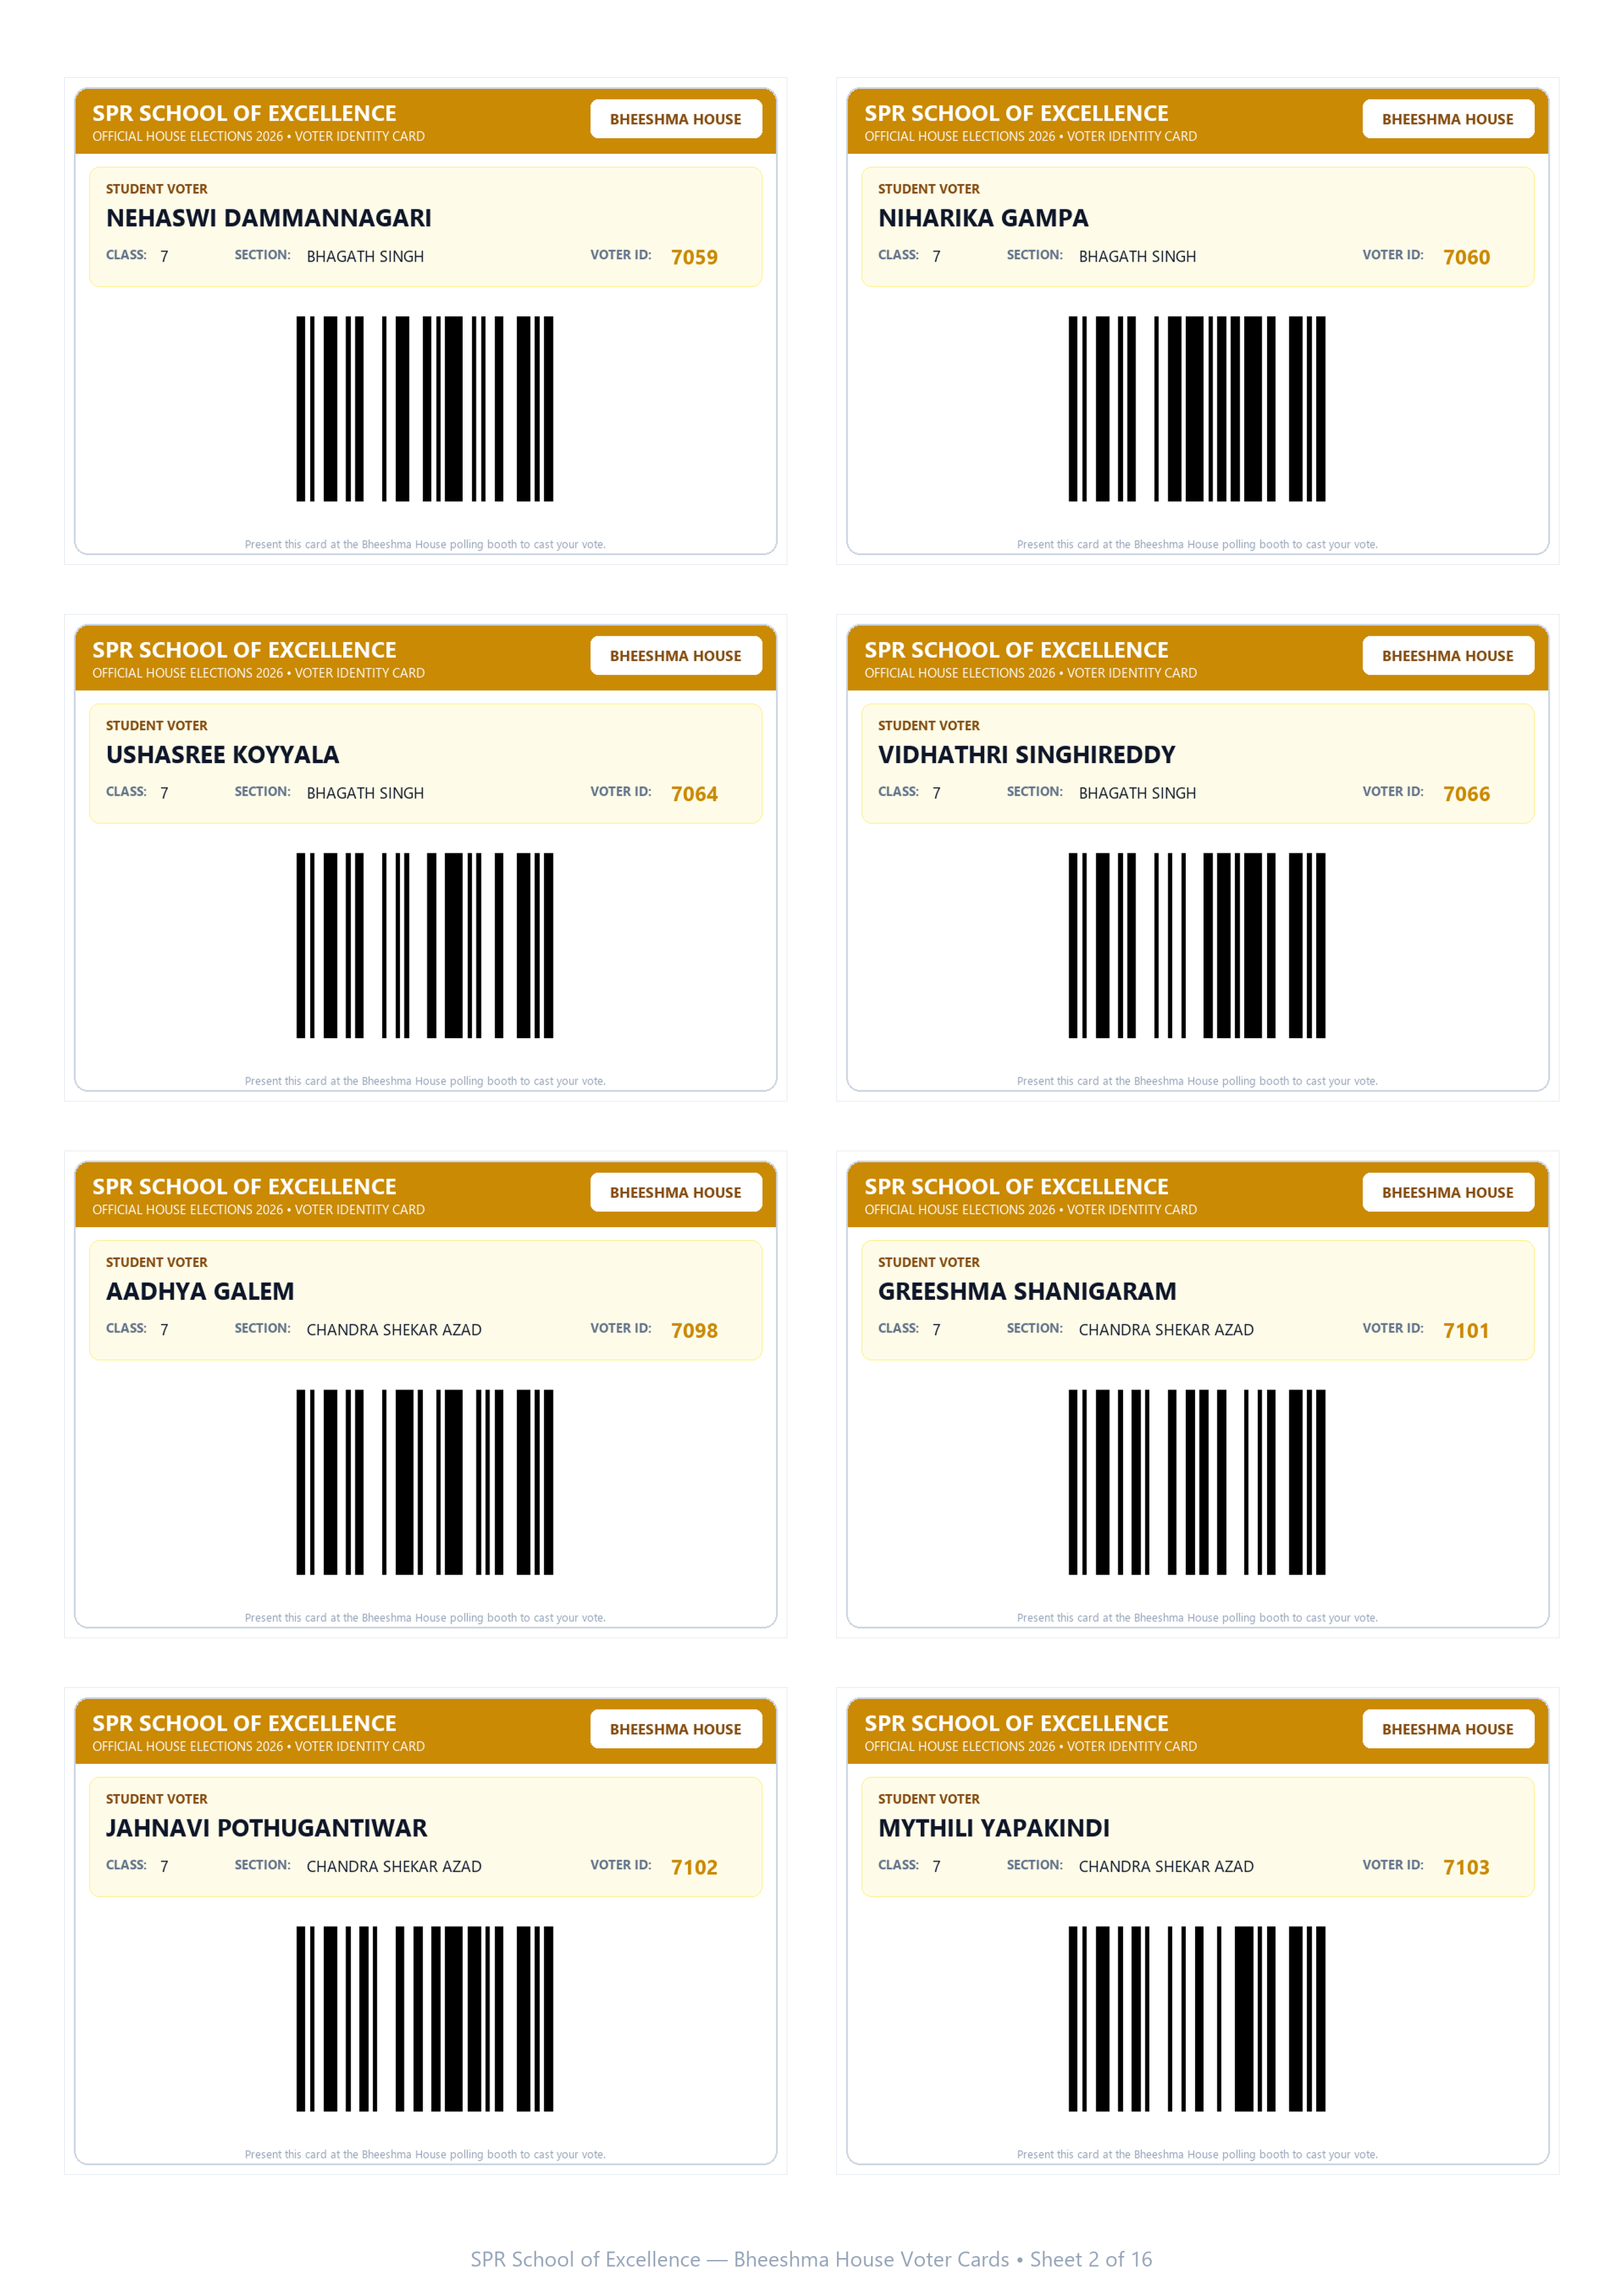 SPR SCHOOL OF EXCELLENCE
OFFICIAL HOUSE ELECTIONS 2026 • VOTER IDENTITY CARD
BHEESHMA HOUSE
STUDENT VOTER
NEHASWI DAMMANNAGARI
CLASS: 7 SECTION: BHAGATH SINGH VOTER ID: 7059
Present this card at the Bheeshma House polling booth to cast your vote.
SPR SCHOOL OF EXCELLENCE
OFFICIAL HOUSE ELECTIONS 2026 • VOTER IDENTITY CARD
BHEESHMA HOUSE
STUDENT VOTER
NIHARIKA GAMPA
CLASS: 7 SECTION: BHAGATH SINGH VOTER ID: 7060
Present this card at the Bheeshma House polling booth to cast your vote.
SPR SCHOOL OF EXCELLENCE
OFFICIAL HOUSE ELECTIONS 2026 • VOTER IDENTITY CARD
BHEESHMA HOUSE
STUDENT VOTER
USHASREE KOYYALA
CLASS: 7 SECTION: BHAGATH SINGH VOTER ID: 7064
Present this card at the Bheeshma House polling booth to cast your vote.
SPR SCHOOL OF EXCELLENCE
OFFICIAL HOUSE ELECTIONS 2026 • VOTER IDENTITY CARD
BHEESHMA HOUSE
STUDENT VOTER
VIDHATHRI SINGHIREDDY
CLASS: 7 SECTION: BHAGATH SINGH VOTER ID: 7066
Present this card at the Bheeshma House polling booth to cast your vote.
SPR SCHOOL OF EXCELLENCE
OFFICIAL HOUSE ELECTIONS 2026 • VOTER IDENTITY CARD
BHEESHMA HOUSE
STUDENT VOTER
AADHYA GALEM
CLASS: 7 SECTION: CHANDRA SHEKAR AZAD VOTER ID: 7098
Present this card at the Bheeshma House polling booth to cast your vote.
SPR SCHOOL OF EXCELLENCE
OFFICIAL HOUSE ELECTIONS 2026 • VOTER IDENTITY CARD
BHEESHMA HOUSE
STUDENT VOTER
GREESHMA SHANIGARAM
CLASS: 7 SECTION: CHANDRA SHEKAR AZAD VOTER ID: 7101
Present this card at the Bheeshma House polling booth to cast your vote.
SPR SCHOOL OF EXCELLENCE
OFFICIAL HOUSE ELECTIONS 2026 • VOTER IDENTITY CARD
BHEESHMA HOUSE
STUDENT VOTER
JAHNAVI POTHUGANTIWAR
CLASS: 7 SECTION: CHANDRA SHEKAR AZAD VOTER ID: 7102
Present this card at the Bheeshma House polling booth to cast your vote.
SPR SCHOOL OF EXCELLENCE
OFFICIAL HOUSE ELECTIONS 2026 • VOTER IDENTITY CARD
BHEESHMA HOUSE
STUDENT VOTER
MYTHILI YAPAKINDI
CLASS: 7 SECTION: CHANDRA SHEKAR AZAD VOTER ID: 7103
Present this card at the Bheeshma House polling booth to cast your vote.
SPR School of Excellence — Bheeshma House Voter Cards • Sheet 2 of 16